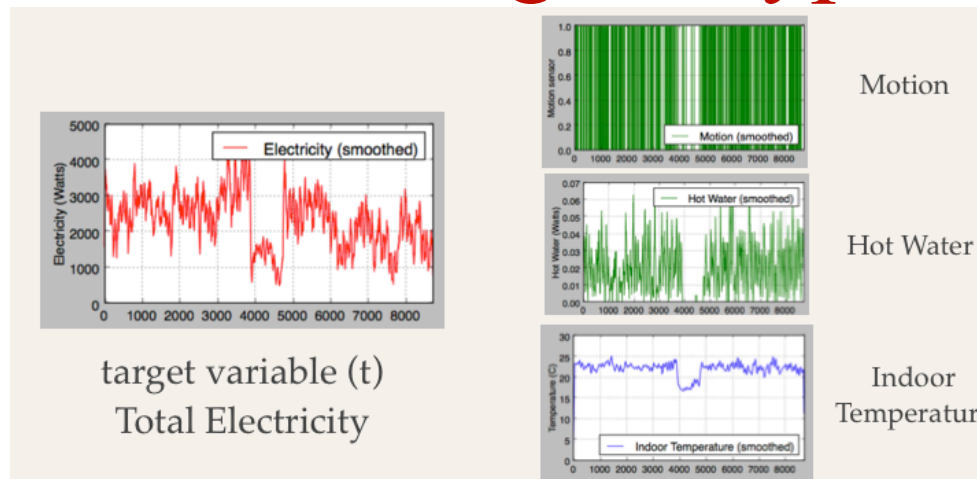 5000
4000
3000
2000
1000
0
Electricity (Watts)
Electricity (smoothed)
0 1000 2000 3000 4000 5000 6000 7000 8000
target variable (t)
Total Electricity
1.0
0.8
0.6
0.4
0.2
0.0
Motion sensor
Motion (smoothed)
0 1000 2000 3000 4000 5000 6000 7000 8000
Motion
0.07
0.06
0.05
0.04
0.03
0.02
0.01
0.00
Hot Water (Watts)
Hot Water (smoothed)
0 1000 2000 3000 4000 5000 6000 7000 8000
Hot Water
30
25
20
15
10
5
0
Temperature (C)
Indoor Temperature (smoothed)
0 1000 2000 3000 4000 5000 6000 7000 8000
Indoor
Temperatur